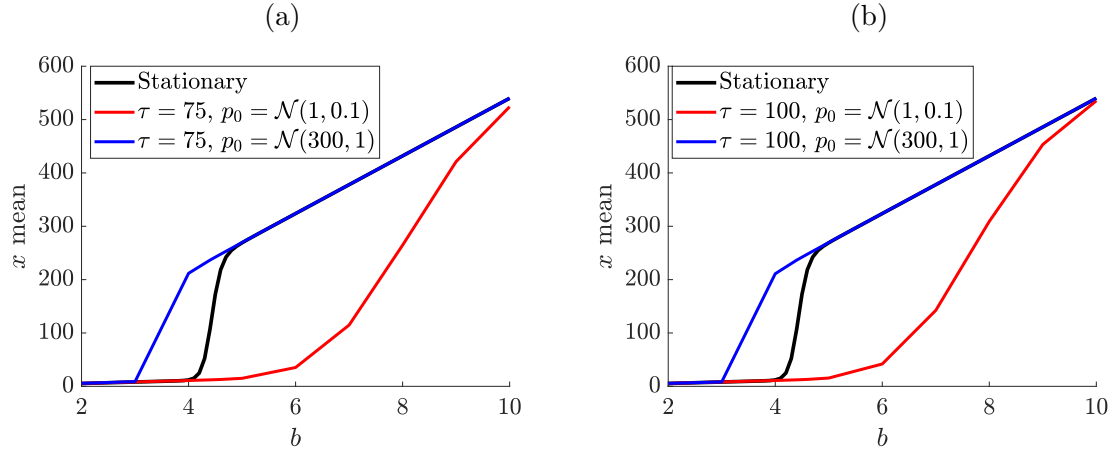 (a)
600
500
400
300
200
100
0
x mean
Stationary
τ = 75, p₀ = 𝒩(1, 0.1)
τ = 75, p₀ = 𝒩(300, 1)
2 4 6 8 10
b
(b)
600
500
400
300
200
100
0
x mean
Stationary
τ = 100, p₀ = 𝒩(1, 0.1)
τ = 100, p₀ = 𝒩(300, 1)
2 4 6 8 10
b